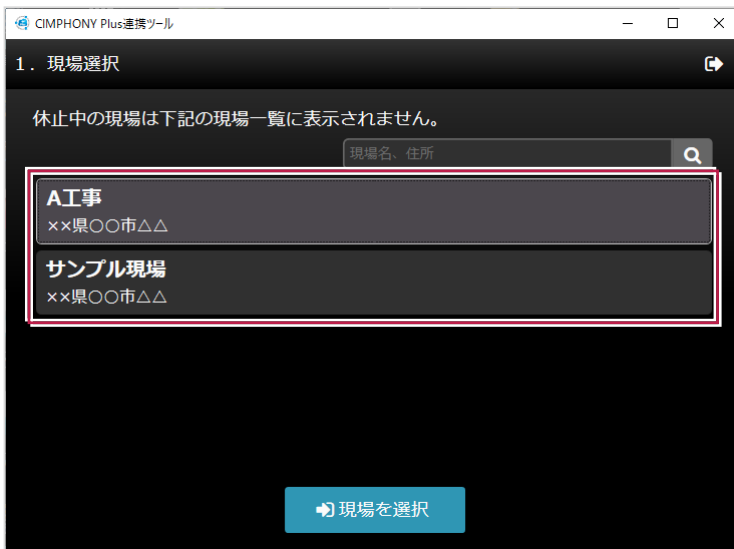 CIMPHONY Plus連携ツール
1. 現場選択
休止中の現場は下記の現場一覧に表示されません。
現場名、住所
A工事
××県○○市△△
サンプル現場
××県○○市△△
現場を選択